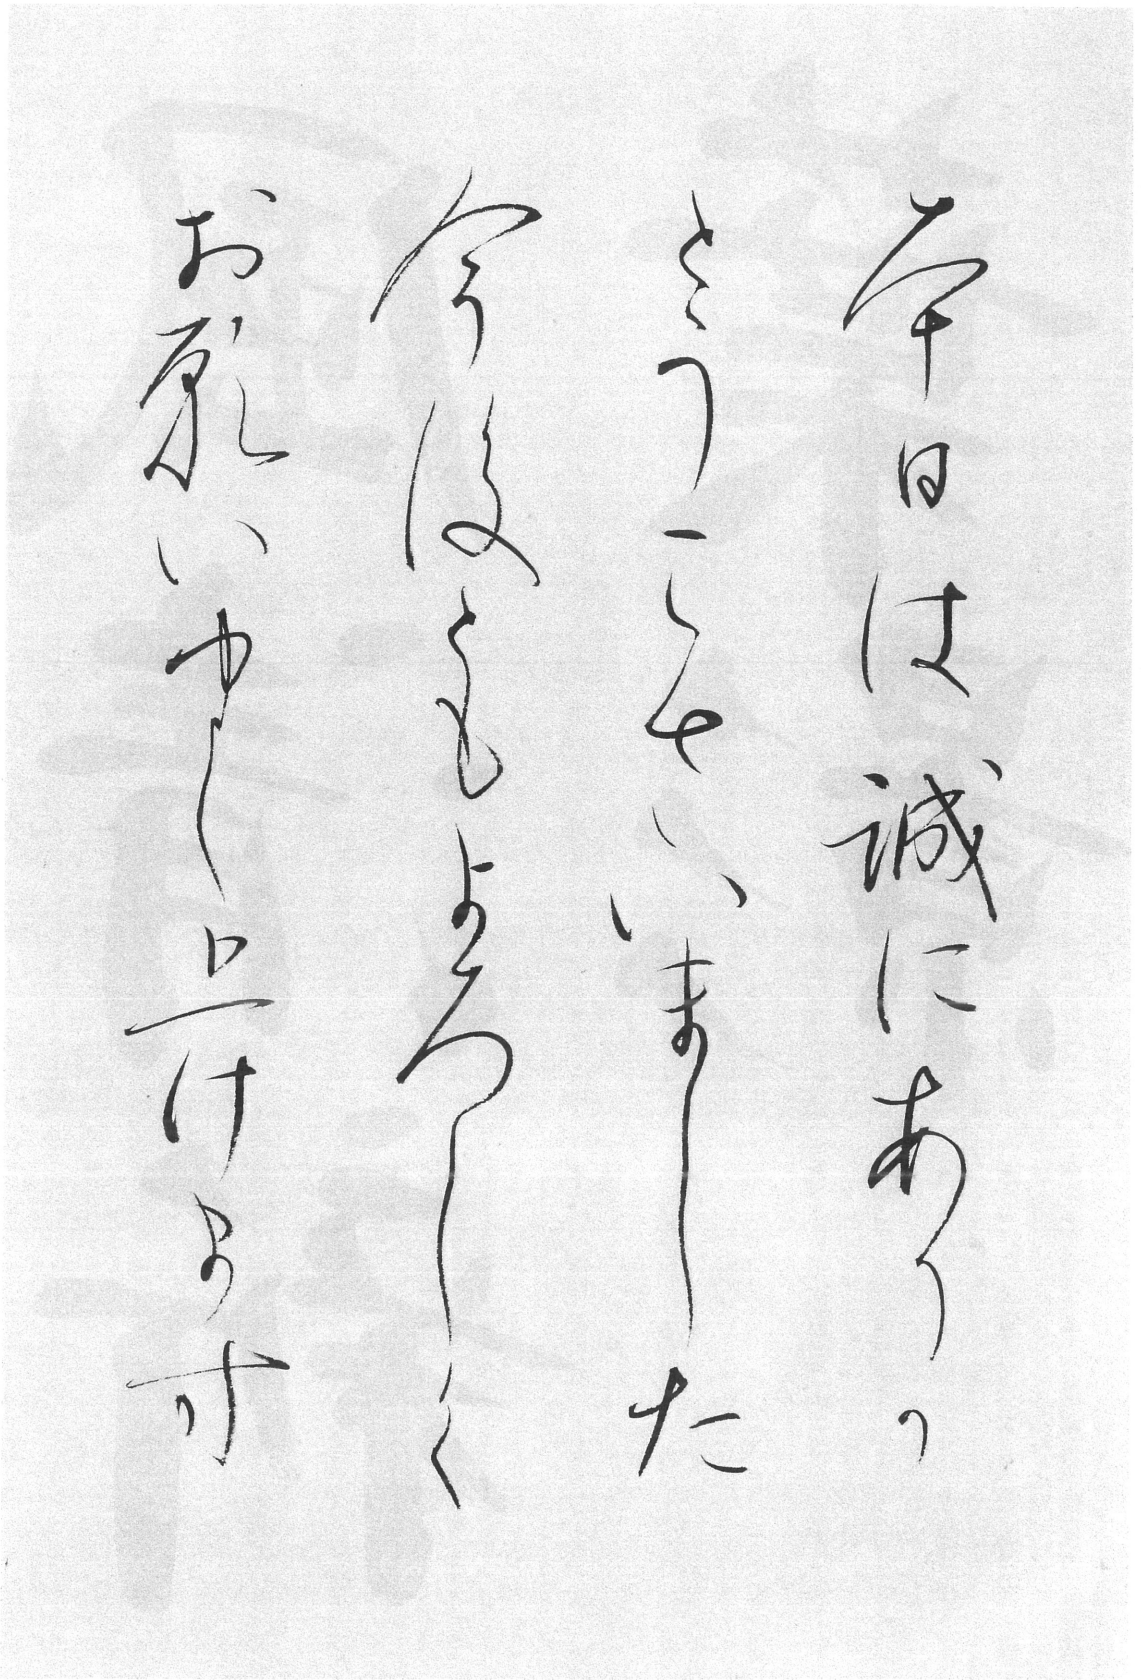 本日は誠にあり
とうございました
今後ともよろしく
お願い申し上げます